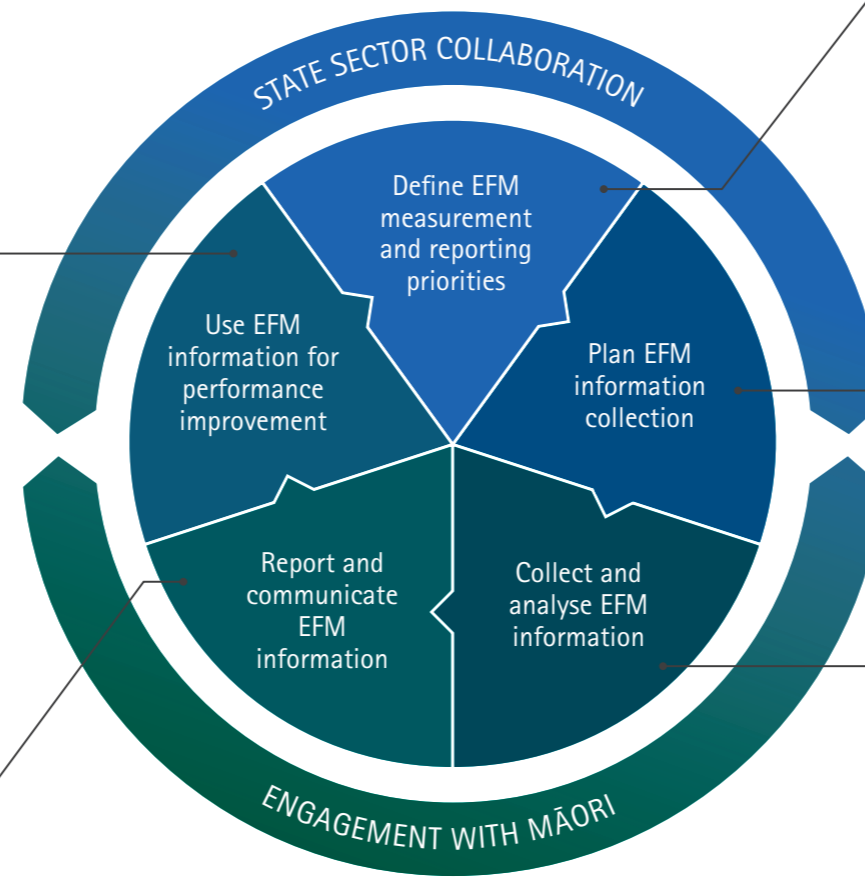 STATE SECTOR COLLABORATION
Define EFM
measurement
and reporting
priorities
Plan EFM
information
collection
Collect and
analyse EFM
information
Report and
communicate
EFM
information
Use EFM
information for
performance
improvement
ENGAGEMENT WITH MĀORI